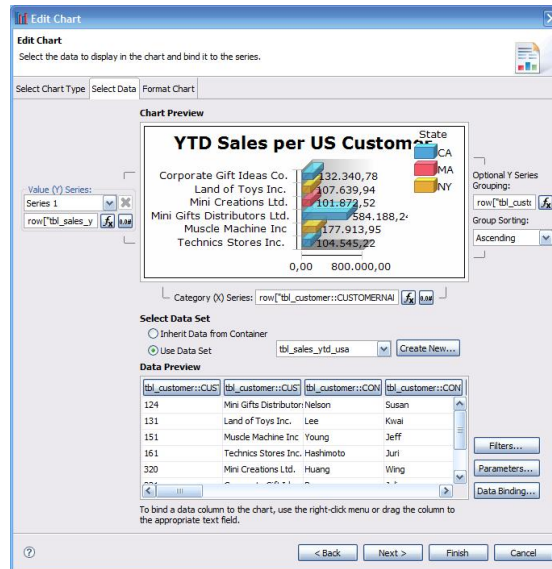 Edit Chart
Edit Chart
Select the data to display in the chart and bind it to the series.
Select Chart Type Select Data Format Chart
Chart Preview
YTD Sales per US Customer
State
CA
MA
NY
Corporate Gift Ideas Co. 132.340,78
Land of Toys Inc. 107.639,94
Mini Creations Ltd. 101.872,52
Mini Gifts Distributors Ltd. 584.188,2
Muscle Machine Inc 177.913,95
Technics Stores Inc. 104.545,22
0,00 800.000,00
Value (Y) Series:
Series 1
row["tbl_sales_y
Optional Y Series
Grouping:
row["tbl_cust
Group Sorting:
Ascending
Category (X) Series: row["tbl_customer::CUSTOMERNAI
Select Data Set
Inherit Data from Container
Use Data Set tbl_sales_ytd_usa Create New...
Data Preview
tbl_customer::CUS tbl_customer::CUS tbl_customer::CON tbl_customer::CON
124 Mini Gifts Distributor Nelson Susan
131 Land of Toys Inc. Lee Kwai
151 Muscle Machine Inc Young Jeff
161 Technics Stores Inc. Hashimoto Juri
320 Mini Creations Ltd. Huang Wing
Filters...
Parameters...
Data Binding...
To bind a data column to the chart, use the right-click menu or drag the column to
the appropriate text field.
? < Back Next > Finish Cancel